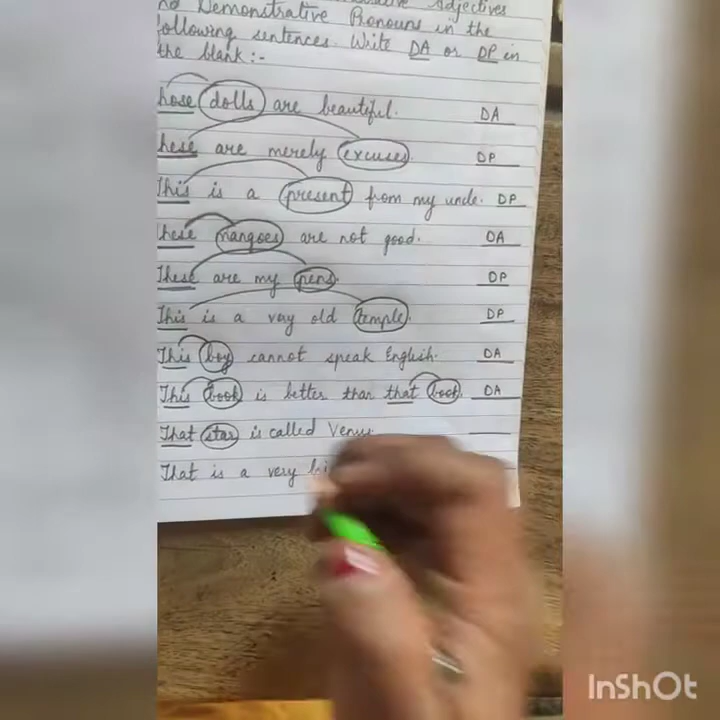 Adjectives
Demonstrative Pronouns in the
following sentences. Write DA or DP in
the blank:-
hose dolls are beautiful. DA
hese are merely excuses. DP
This is a present from my uncle. DP
hese mangoes are not good. DA
These are my pens. DP
This is a very old temple. DP
This boy cannot speak English. DA
This book is better than that book. DA
That star is called Venus.
That is a very
InShOt